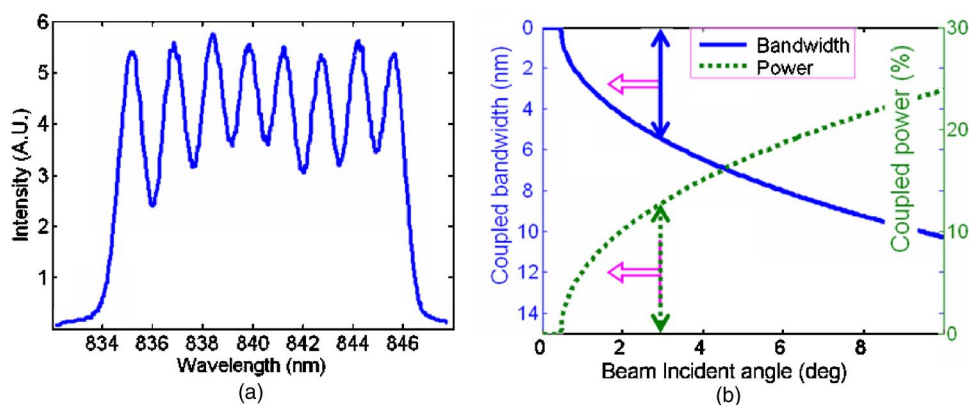 6
5
4
3
2
1
Intensity (A.U.)
834 836 838 840 842 844 846
Wavelength (nm)
(a)
0
2
4
6
8
10
12
14
Coupled bandwidth (nm)
Bandwidth
Power
30
20
10
0
Coupled power (%)
0 2 4 6 8
Beam Incident angle (deg)
(b)